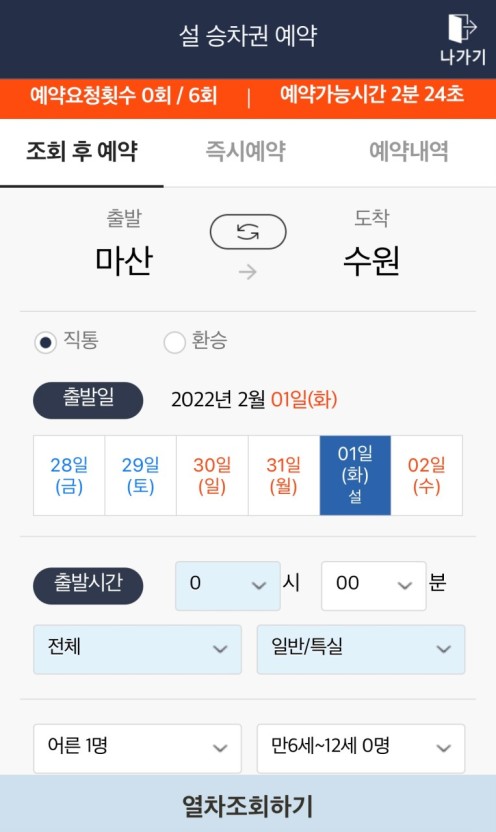 설 승차권 예약
나가기
예약요청횟수 0회 / 6회 | 예약가능시간 2분 24초
조회 후 예약 즉시예약 예약내역
출발 도착
마산 수원
직통 환승
출발일 2022년 2월 01일(화)
28일 29일 30일 31일 01일 02일
(금) (토) (일) (월) (화) (수)
설
출발시간 0 시 00 분
전체 일반/특실
어른 1명 만6세~12세 0명
열차조회하기